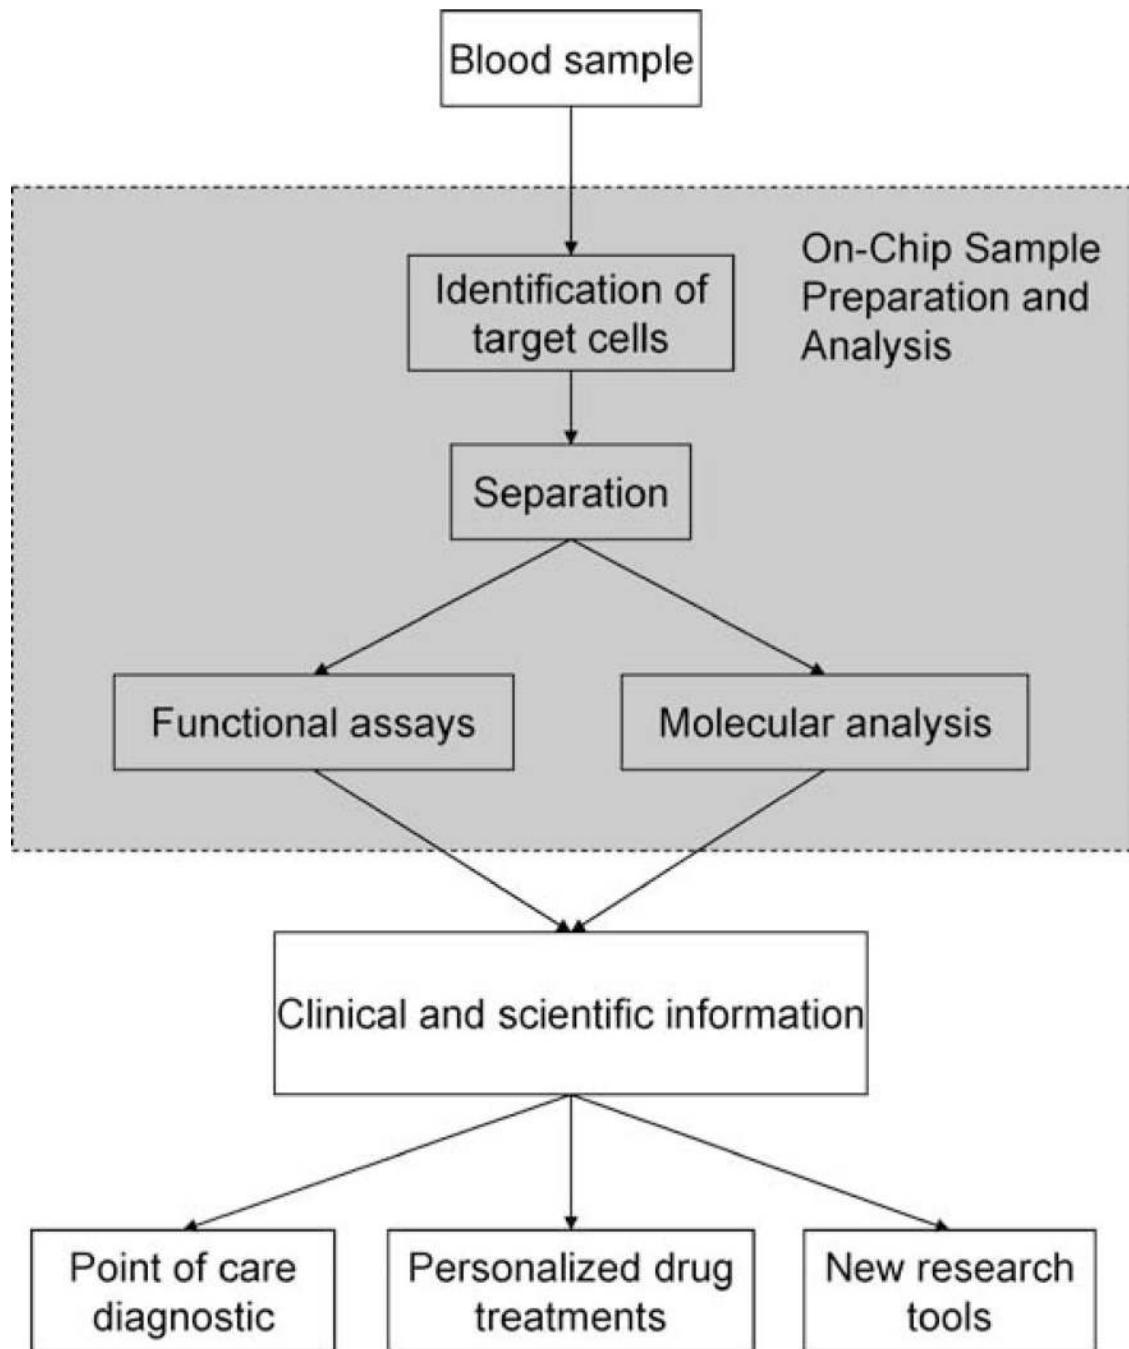 Blood sample
On-Chip Sample
Preparation and
Analysis
Identification of
target cells
Separation
Functional assays
Molecular analysis
Clinical and scientific information
Point of care
diagnostic
Personalized drug
treatments
New research
tools